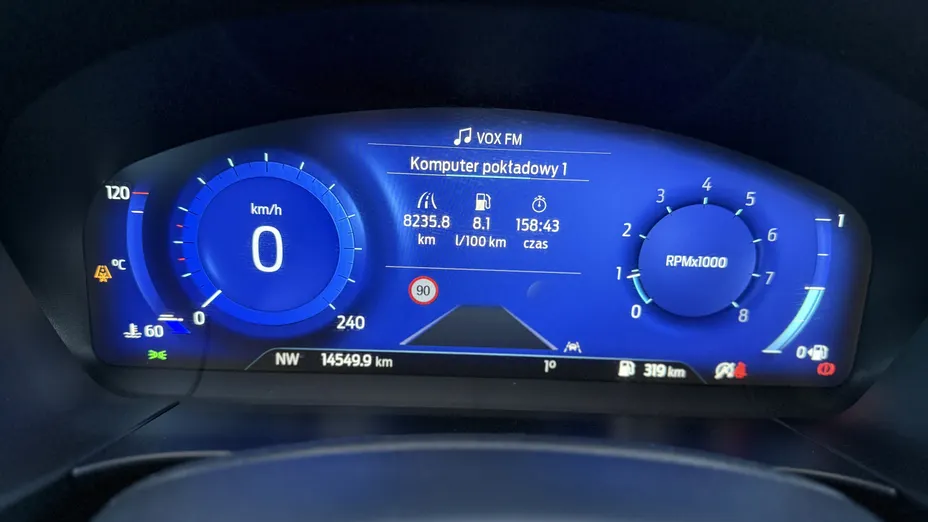 VOX FM
Komputer pokładowy 1
8235.8 8.1 158:43
km l/100 km czas
120
°C
60
km/h
0
0
240
90
0
1
2
3
4
5
6
7
8
RPMx1000
1
0
NW 14549.9 km 1° 319 km